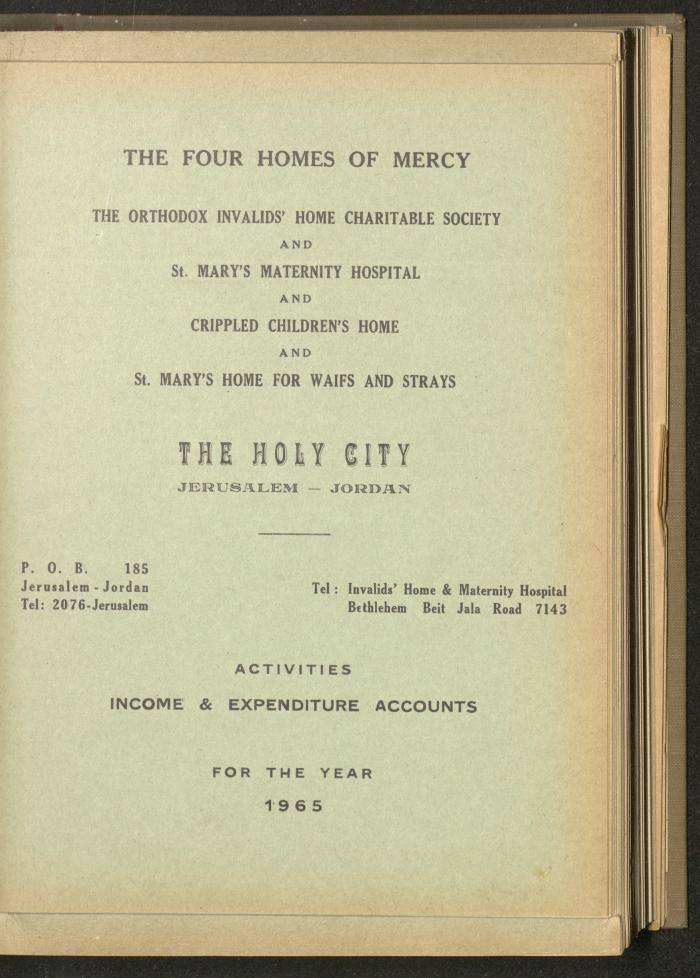 THE FOUR HOMES OF MERCY
THE ORTHODOX INVALIDS' HOME CHARITABLE SOCIETY
AND
St. MARY'S MATERNITY HOSPITAL
AND
CRIPPLED CHILDREN'S HOME
AND
St. MARY'S HOME FOR WAIFS AND STRAYS
THE HOLY CITY
JERUSALEM — JORDAN
P. O. B. 185
Jerusalem - Jordan
Tel: 2076-Jerusalem
Tel : Invalids' Home & Maternity Hospital
Bethlehem Beit Jala Road 7143
ACTIVITIES
INCOME & EXPENDITURE ACCOUNTS
FOR THE YEAR
1965